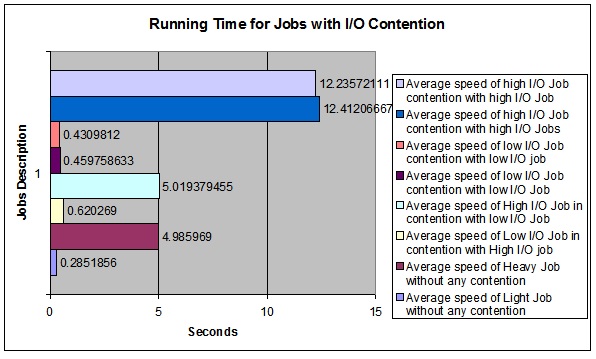 Running Time for Jobs with I/O Contention
Jobs Description
1
12.23572111
12.41206667
0.4309812
0.459758633
5.019379455
0.620269
4.985969
0.2851856
0
5
10
15
Seconds
Average speed of high I/O Job
contention with high I/O Job
Average speed of high I/O Job
contention with high I/O Jobs
Average speed of low I/O Job
contention with low I/O job
Average speed of low I/O Job
contention with low I/O Job
Average speed of High I/O Job in
contention with low I/O Job
Average speed of Low I/O Job in
contention with High I/O job
Average speed of Heavy Job
without any contention
Average speed of Light Job
without any contention